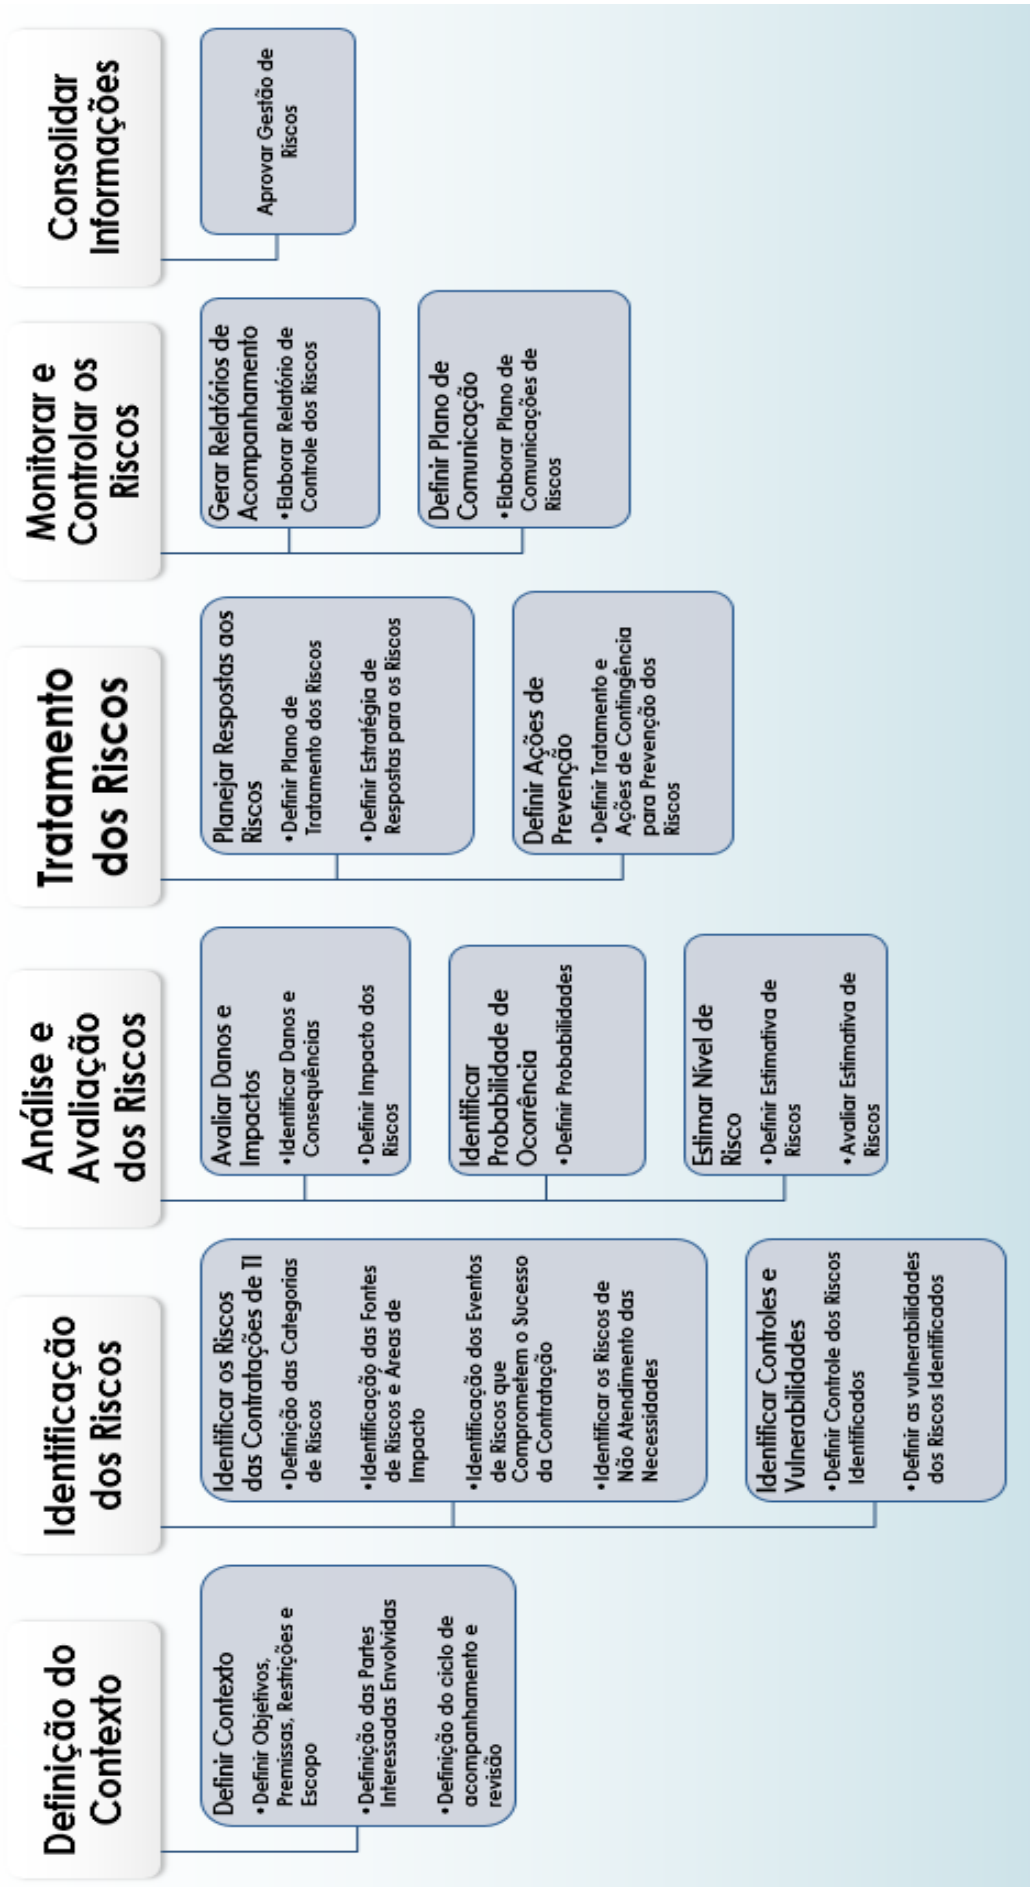 Definição do
Contexto
Definir Contexto
•Definir Objetivos,
Premissas, Restrições e
Escopo
•Definição das Partes
Interessadas Envolvidas
•Definição do ciclo de
acompanhamento e
revisão
Identificação
dos Riscos
Identificar os Riscos
das Contratações de TI
•Definição das Categorias
de Riscos
•Identificação das Fontes
de Riscos e Áreas de
Impacto
•Identificação dos Eventos
de Riscos que
Comprometem o Sucesso
da Contratação
•Identificar os Riscos de
Não Atendimento das
Necessidades
Identificar Controles e
Vulnerabilidades
•Definir Controle dos Riscos
Identificados
•Definir as vulnerabilidades
dos Riscos Identificados
Análise e
Avaliação
dos Riscos
Avaliar Danos e
Impactos
•Identificar Danos e
Consequências
•Definir Impacto dos
Riscos
Identificar
Probabilidade de
Ocorrência
•Definir Probabilidades
Estimar Nível de
Risco
•Definir Estimativa de
Riscos
•Avaliar Estimativa de
Riscos
Tratamento
dos Riscos
Planejar Respostas aos
Riscos
•Definir Plano de
Tratamento dos Riscos
•Definir Estratégia de
Respostas para os Riscos
Definir Ações de
Prevenção
•Definir Tratamento e
Ações de Contingência
para Prevenção dos
Riscos
Monitorar e
Controlar os
Riscos
Gerar Relatórios de
Acompanhamento
•Elaborar Relatório de
Controle dos Riscos
Definir Plano de
Comunicação
•Elaborar Plano de
Comunicações de
Riscos
Consolidar
Informações
Aprovar Gestão de
Riscos